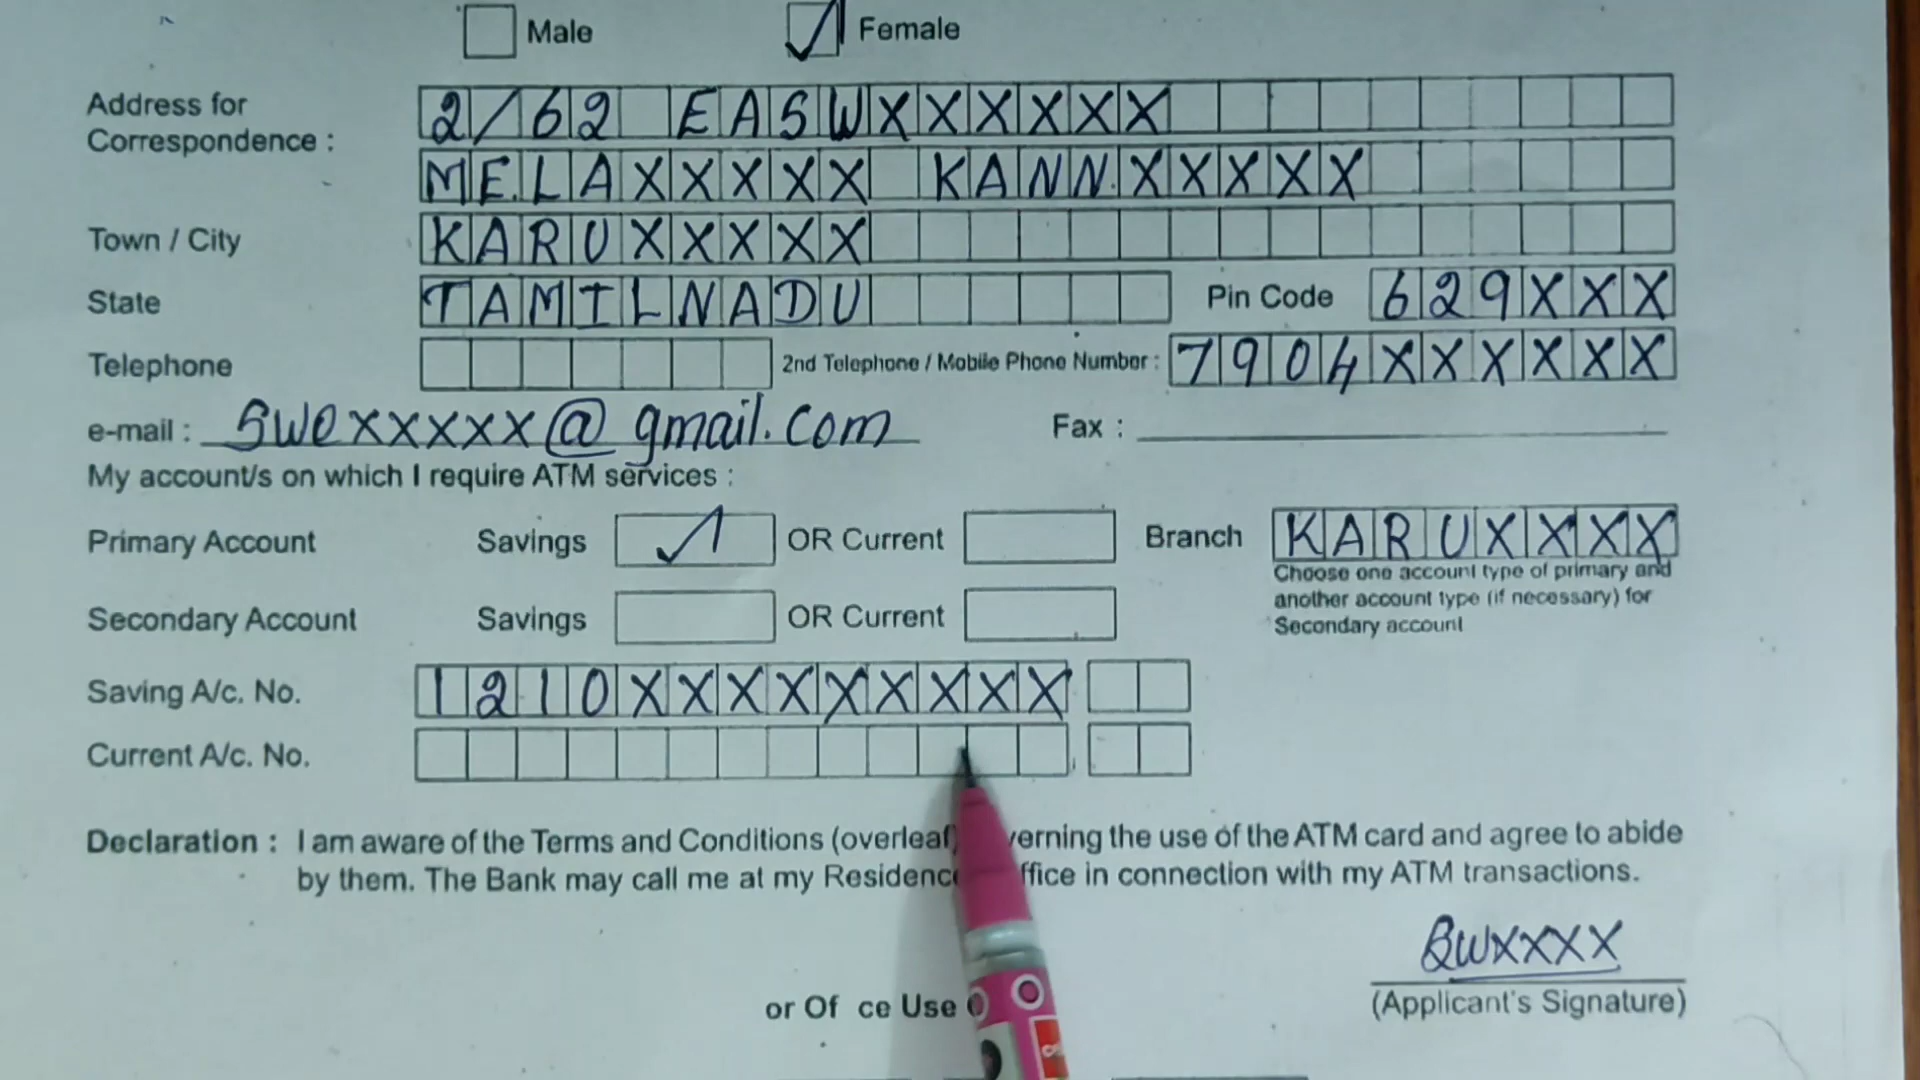 Male Female
Address for Correspondence : 2/62 EASWXXXXXX
MELAXXXXX KANNXXXXX
Town / City KARUXXXXX
State TAMILNADU Pin Code 629XXX
Telephone 2nd Telephone / Mobile Phone Number : 7904XXXXXX
e-mail : swexxxxx@gmail.com Fax :
My account/s on which I require ATM services :
Primary Account Savings OR Current Branch KARUXXXX
Choose one account type of primary and
another account type (if necessary) for
Secondary account
Secondary Account Savings OR Current
Saving A/c. No. 1210XXXXXXXXX
Current A/c. No.
Declaration : I am aware of the Terms and Conditions (overleaf) verning the use of the ATM card and agree to abide
by them. The Bank may call me at my Residenc ffice in connection with my ATM transactions.
(Applicant's Signature)
or Of ce Use